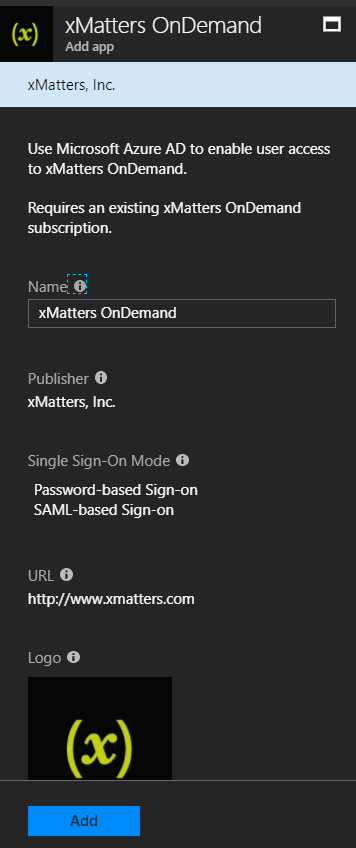 (x)
xMatters OnDemand
Add app
xMatters, Inc.
Use Microsoft Azure AD to enable user access
to xMatters OnDemand.
Requires an existing xMatters OnDemand
subscription.
Name
xMatters OnDemand
Publisher
xMatters, Inc.
Single Sign-On Mode
Password-based Sign-on
SAML-based Sign-on
URL
http://www.xmatters.com
Logo
(x)
Add